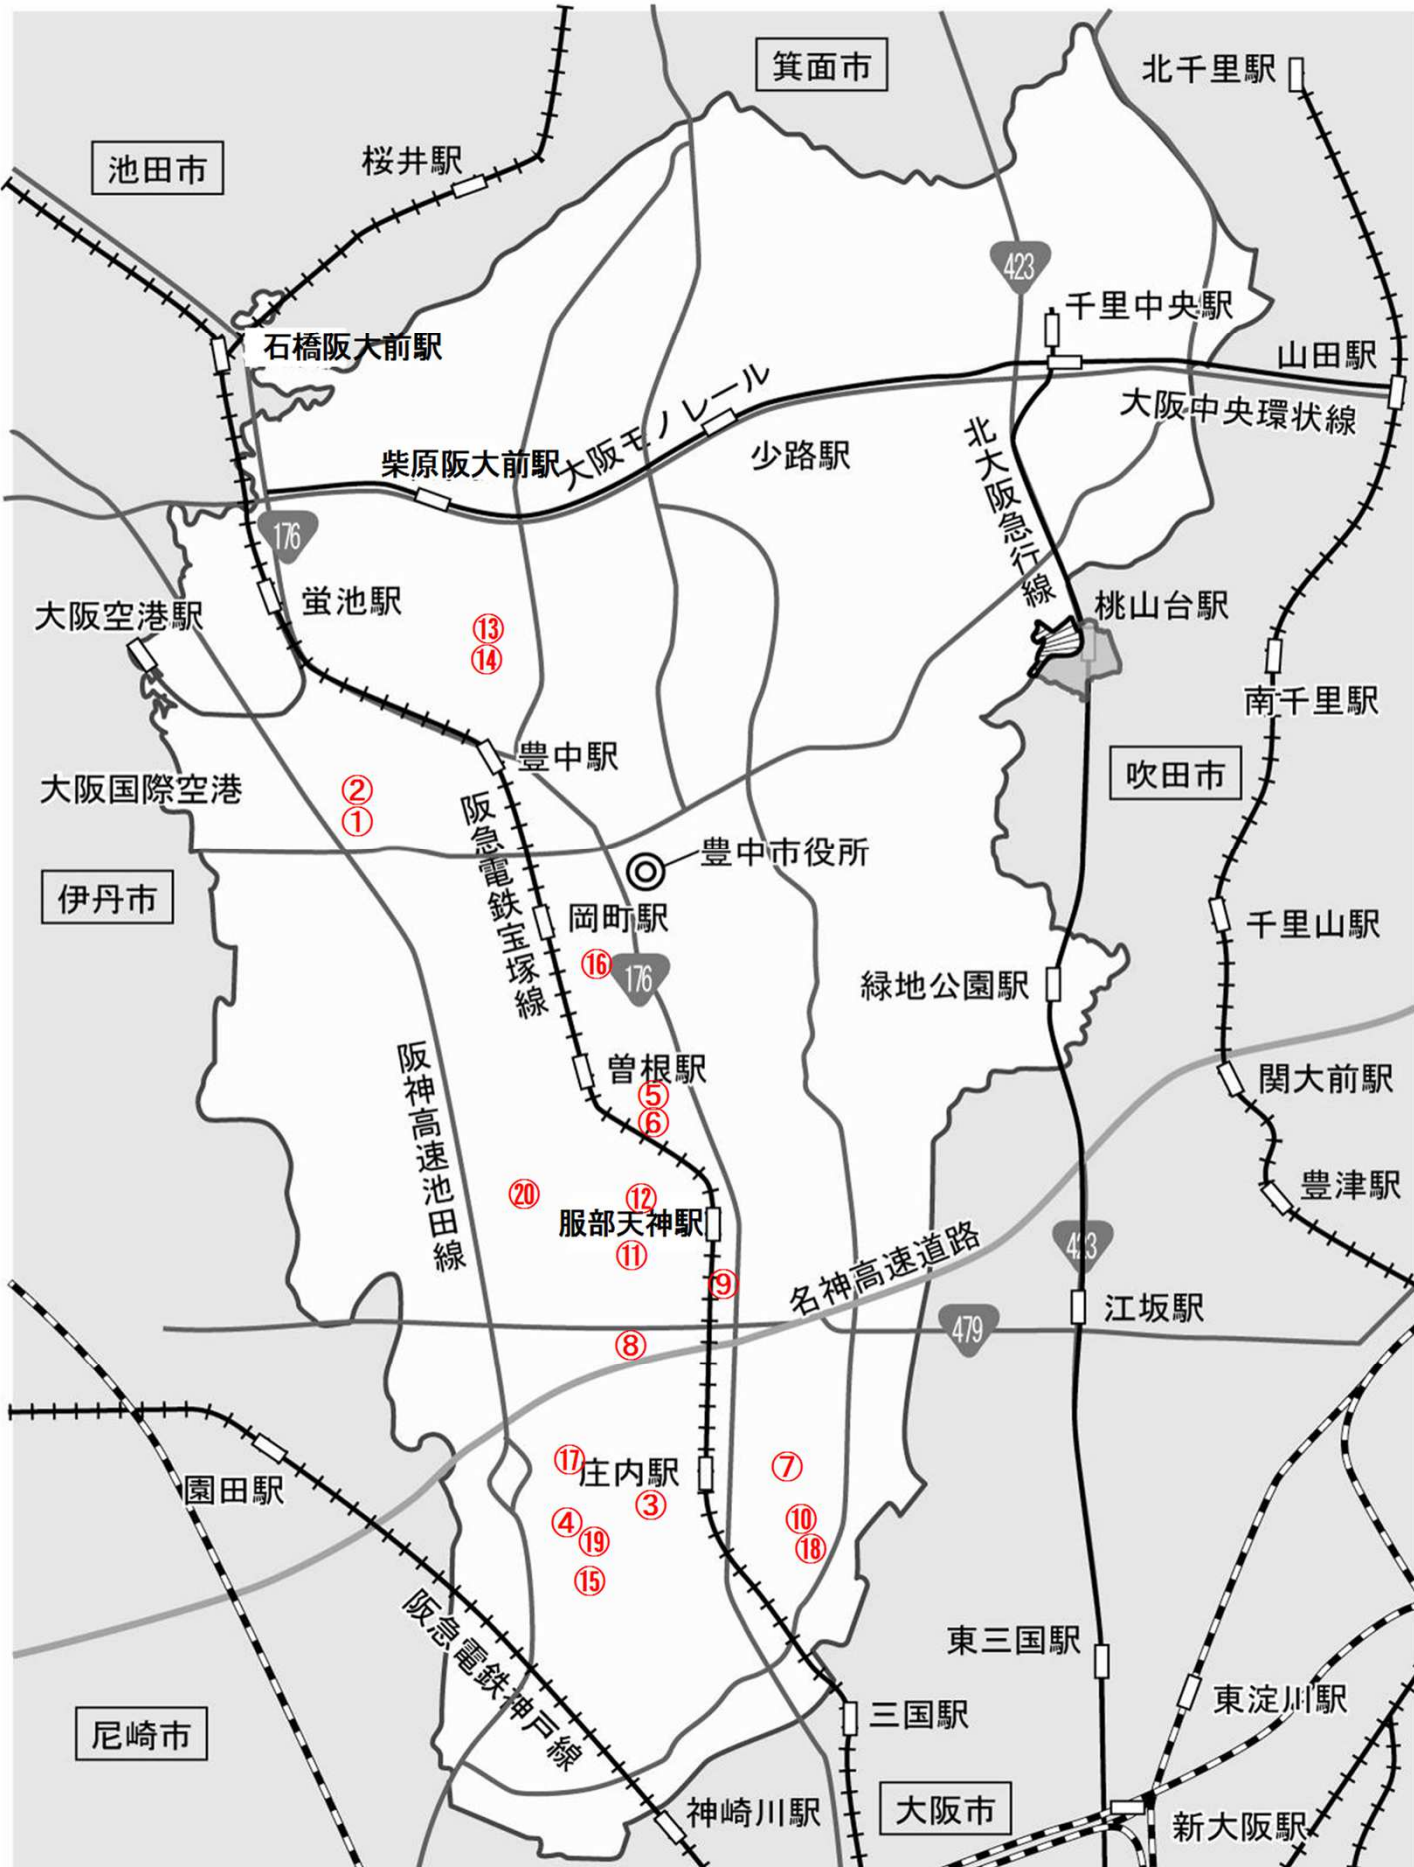 箕面市
北千里駅
池田市
桜井駅
423
千里中央駅
石橋阪大前駅
山田駅
大阪モノレール
大阪中央環状線
北大阪急行線
少路駅
柴原阪大前駅
176
蛍池駅
大阪空港駅
桃山台駅
⑬
⑭
南千里駅
豊中駅
吹田市
大阪国際空港
②
①
阪急電鉄宝塚線
豊中市役所
伊丹市
岡町駅
千里山駅
⑯
176
緑地公園駅
阪神高速池田線
曽根駅
⑤
⑥
関大前駅
豊津駅
⑳
⑫
服部天神駅
⑪
⑨
名神高速道路
423
江坂駅
479
⑧
⑰
庄内駅
⑦
園田駅
③
④
⑩
⑲
⑱
⑮
阪急電鉄神戸線
東三国駅
東淀川駅
三国駅
尼崎市
神崎川駅
大阪市
新大阪駅